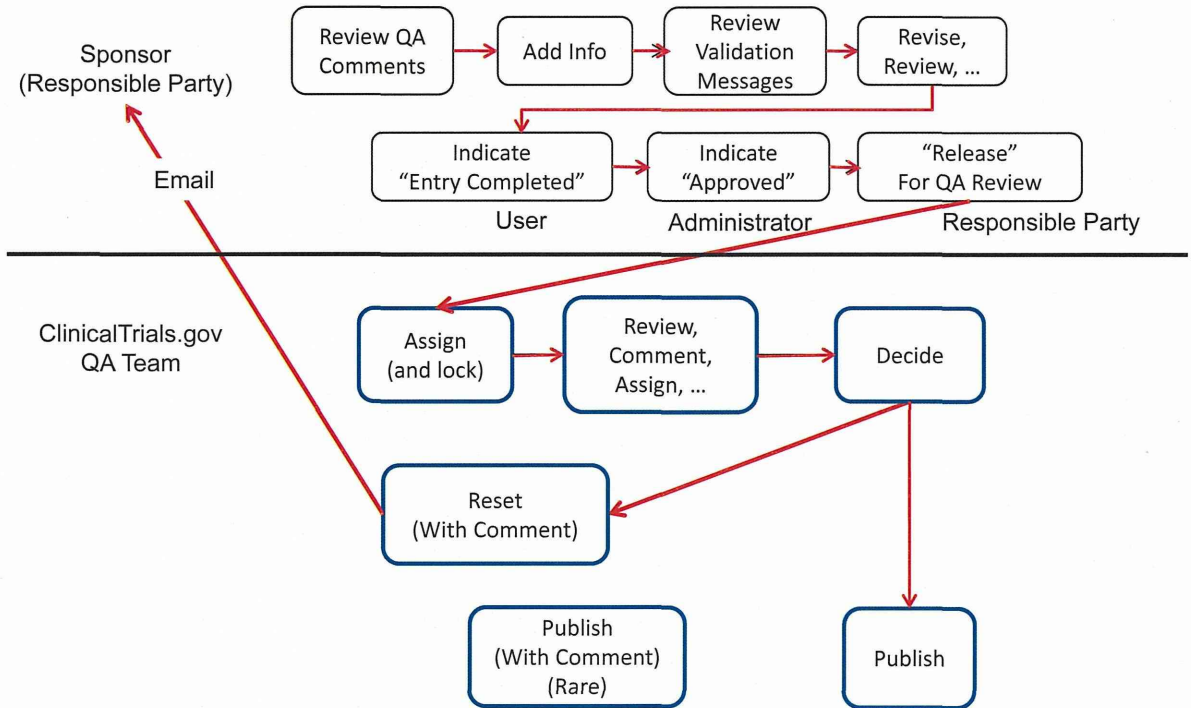 Sponsor
(Responsible Party)
Review QA
Comments
Add Info
Review
Validation
Messages
Revise,
Review, ...
Indicate
“Entry Completed”
Indicate
“Approved”
“Release”
For QA Review
Email
User
Administrator
Responsible Party
ClinicalTrials.gov
QA Team
Assign
(and lock)
Review,
Comment,
Assign, ...
Decide
Reset
(With Comment)
Publish
(With Comment)
(Rare)
Publish